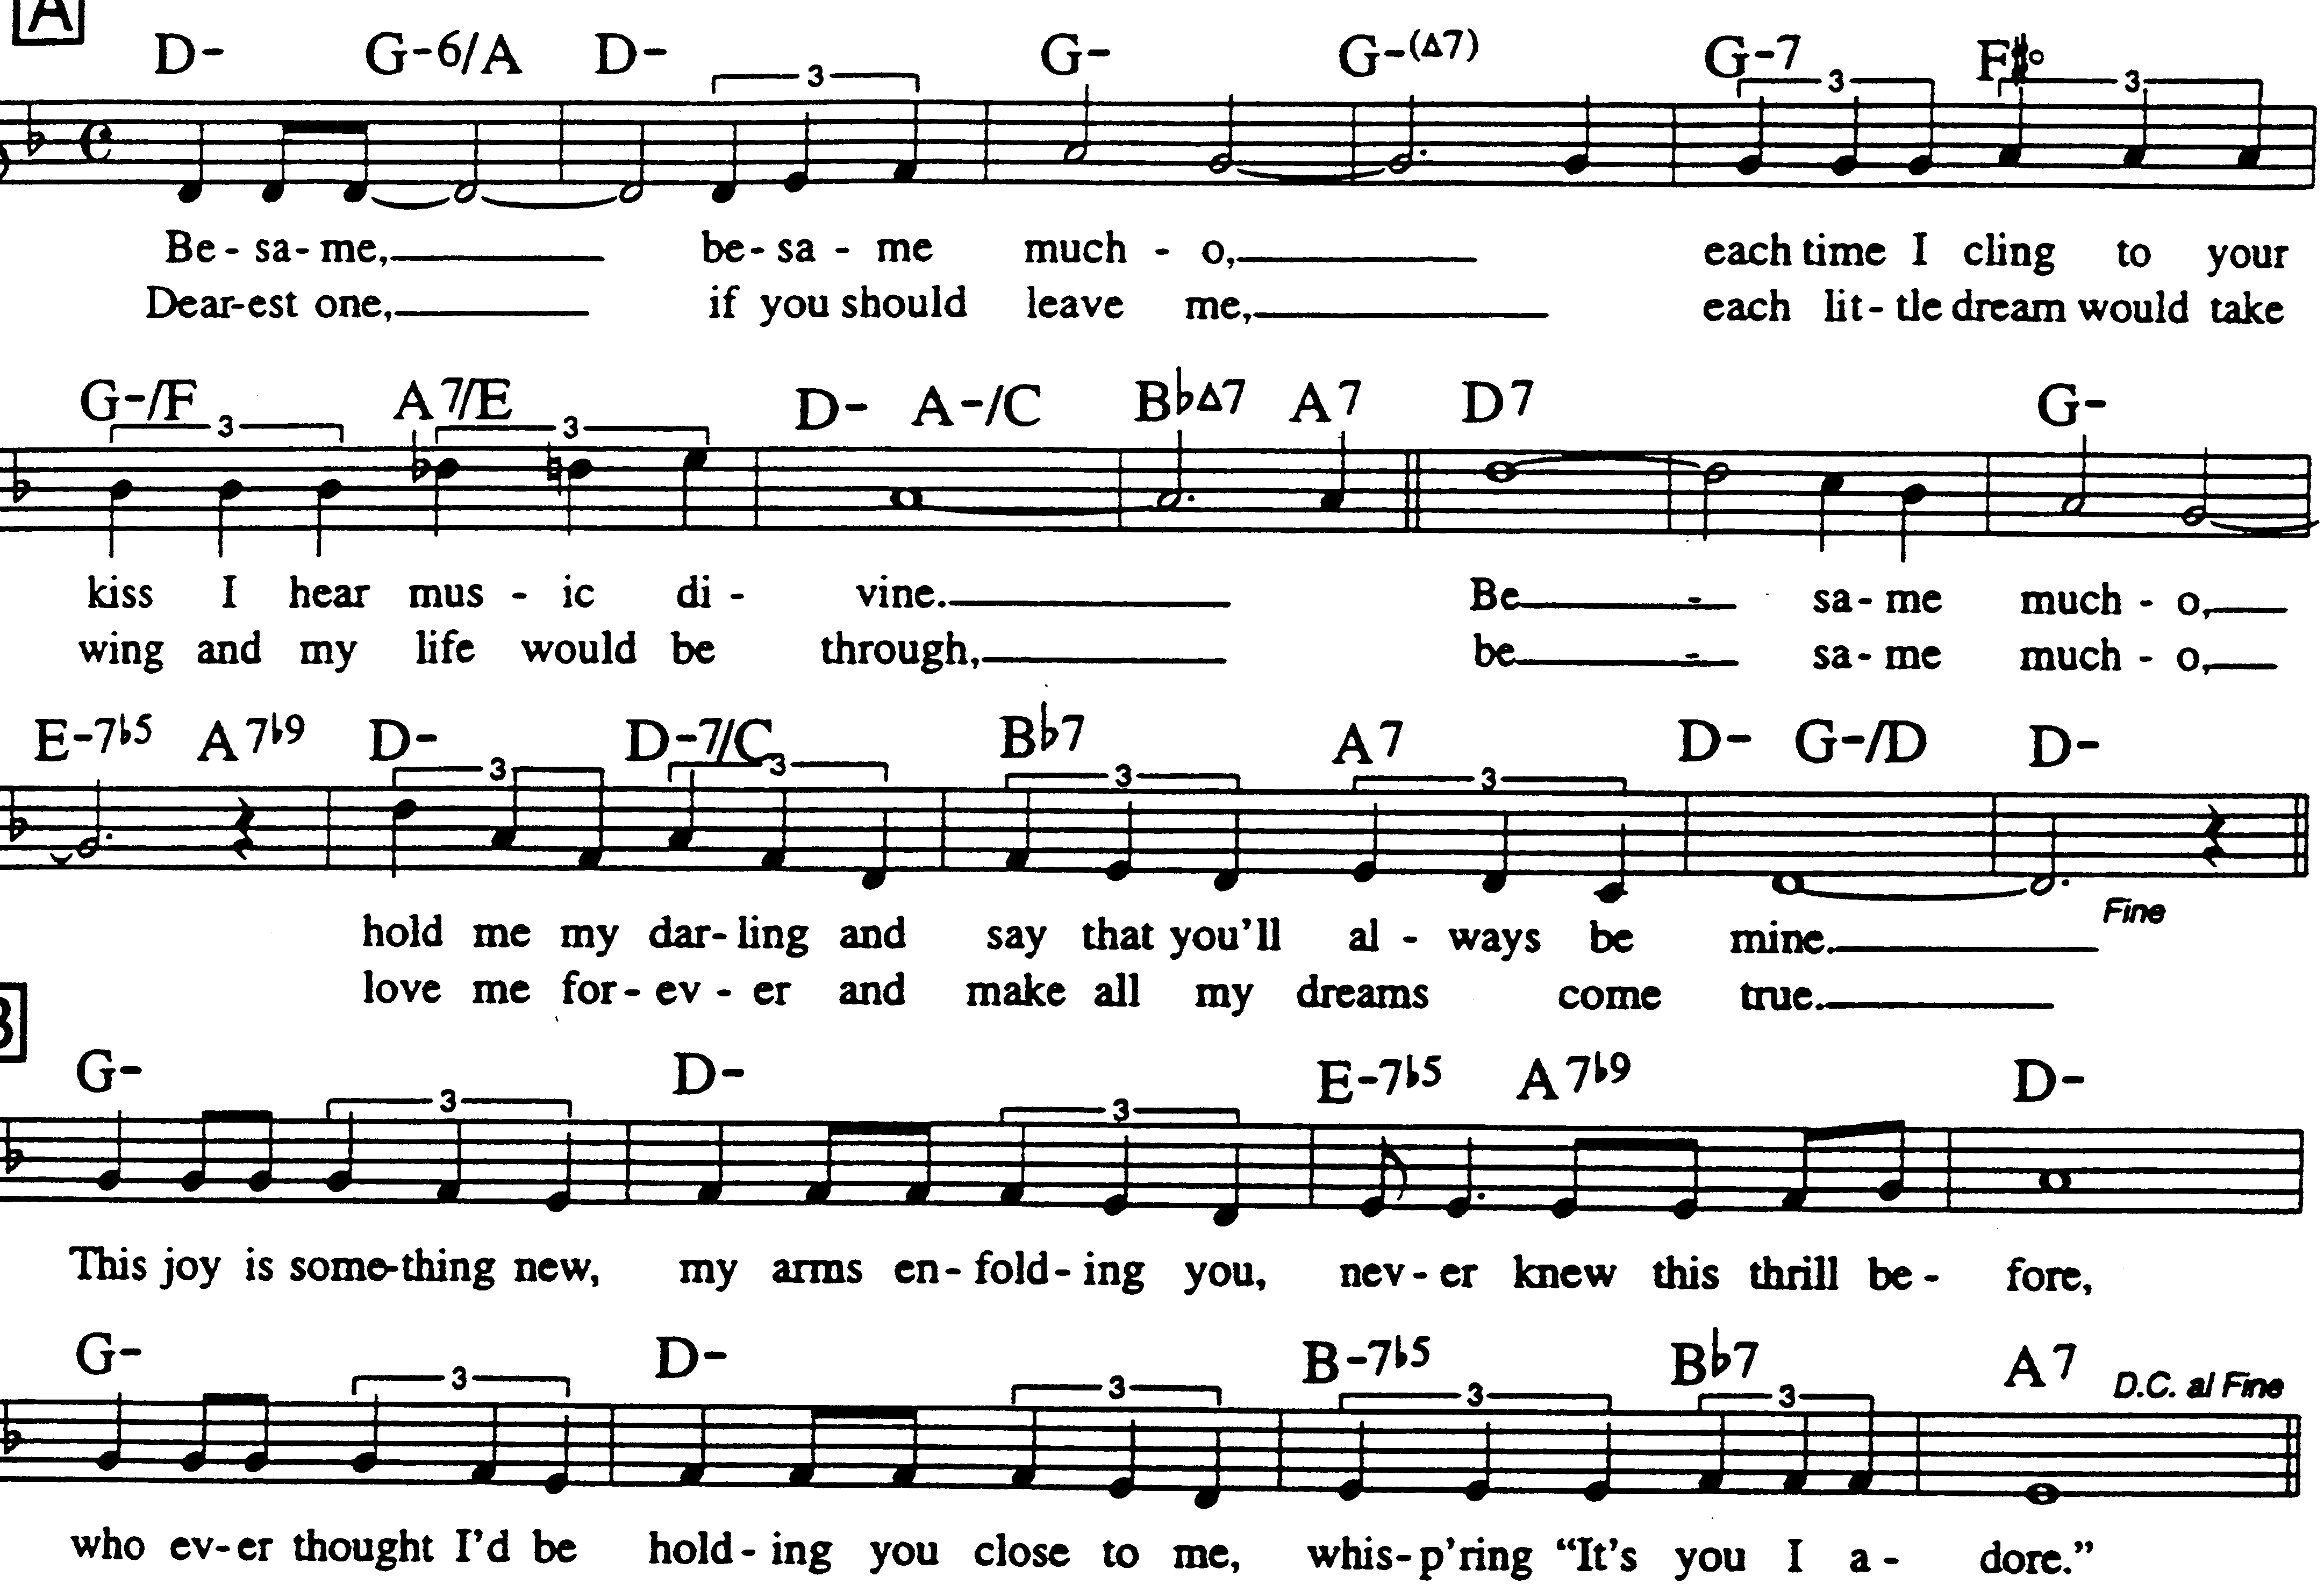 A
D- G-6/A D- G- G-(Δ7) G-7 F#°
3 3 3
Be - sa - me, be - sa - me much - o, each time I cling to your
Dear-est one, if you should leave me, each lit - tle dream would take
G-/F A7/E D- A-/C B♭Δ7 A7 D7 G-
3 3
kiss I hear mus - ic di - vine. Be - sa - me much - o,
wing and my life would be through, be - sa - me much - o,
E-7♭5 A7♭9 D- D-7/C B♭7 A7 D- G-/D D-
3 3 3 3
Fine
hold me my dar - ling and say that you'll al - ways be mine.
love me for - ev - er and make all my dreams come true.
B
G- D- E-7♭5 A7♭9 D-
3 3
This joy is some-thing new, my arms en - fold - ing you, nev - er knew this thrill be - fore,
G- D- B-7♭5 B♭7 A7 D.C. al Fine
3 3 3 3
who ev-er thought I'd be hold - ing you close to me, whis - p'ring “It's you I a - dore.”